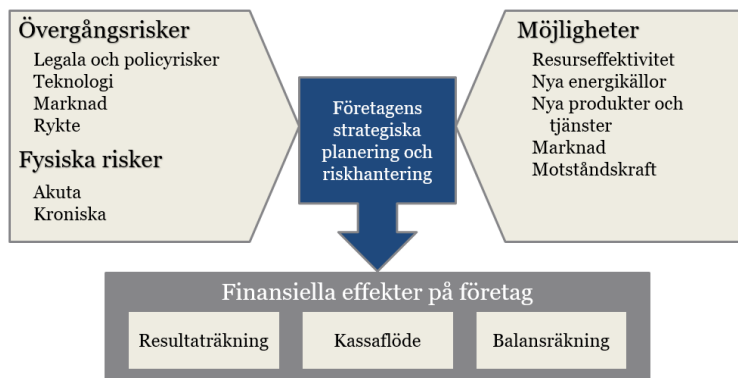 Övergångsrisker
Legala och policyrisker
Teknologi
Marknad
Rykte
Fysiska risker
Akuta
Kroniska
Företagens
strategiska
planering och
riskhantering
Möjligheter
Resurseffektivitet
Nya energikällor
Nya produkter och
tjänster
Marknad
Motståndskraft
Finansiella effekter på företag
Resultaträkning
Kassaflöde
Balansräkning